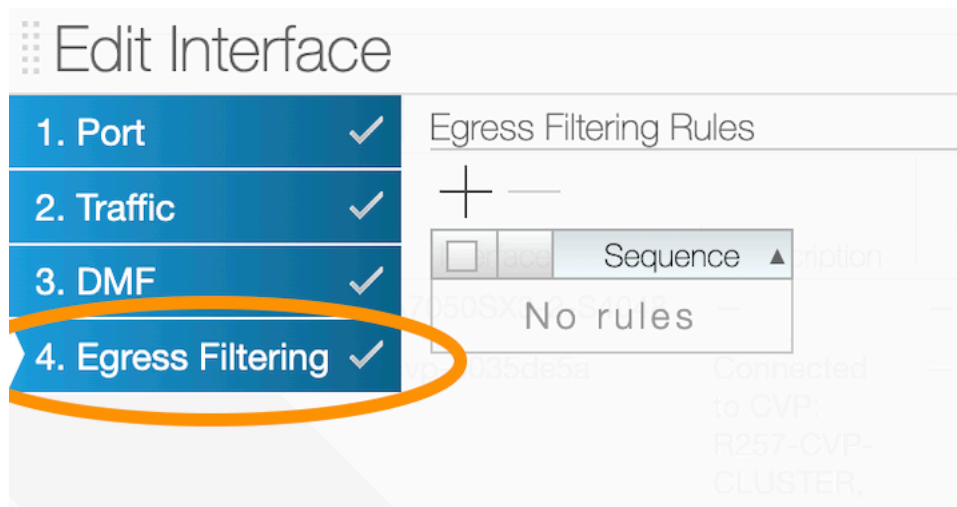 Edit Interface
1. Port
Egress Filtering Rules
2. Traffic
3. DMF
Sequence
No rules
4. Egress Filtering
Connected
to CVP:
R257-CVP-
CLUSTER,